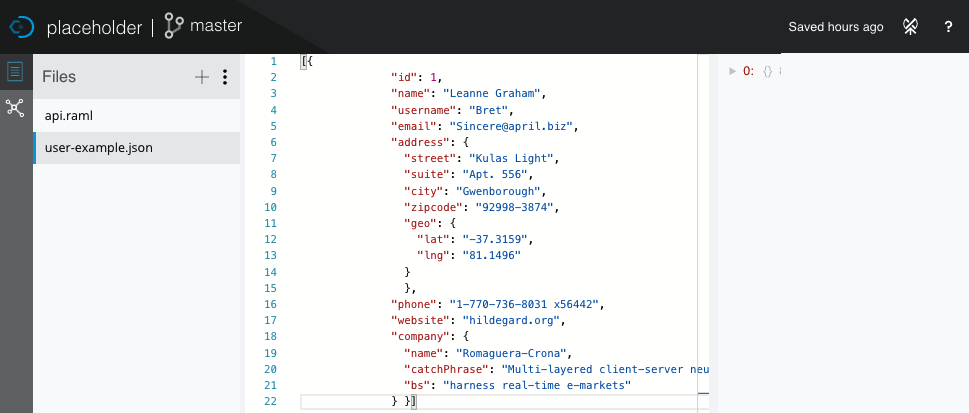 placeholder | master
Saved hours ago
?
Files
api.raml
user-example.json
1 [{
2 "id": 1,
3 "name": "Leanne Graham",
4 "username": "Bret",
5 "email": "Sincere@april.biz",
6 "address": {
7 "street": "Kulas Light",
8 "suite": "Apt. 556",
9 "city": "Gwenborough",
10 "zipcode": "92998-3874",
11 "geo": {
12 "lat": "-37.3159",
13 "lng": "81.1496"
14 }
15 },
16 "phone": "1-770-736-8031 x56442",
17 "website": "hildegard.org",
18 "company": {
19 "name": "Romaguera-Crona",
20 "catchPhrase": "Multi-layered client-server neu
21 "bs": "harness real-time e-markets"
22 } }]
0: {}